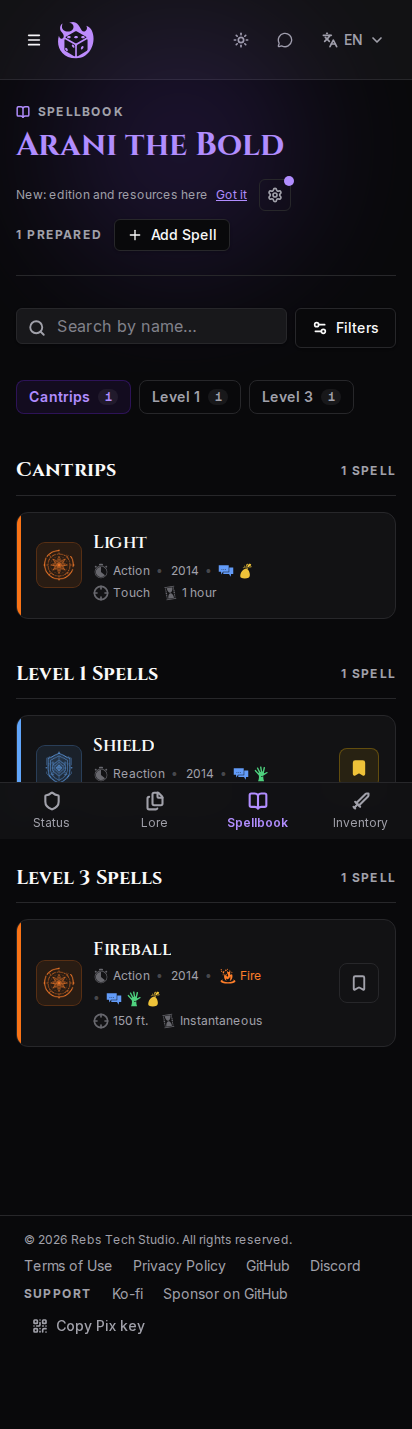 EN
SPELLBOOK
Arani the Bold
New: edition and resources here Got it
1 PREPARED
Add Spell
Search by name...
Filters
Cantrips 1
Level 1 1
Level 3 1
Cantrips
1 SPELL
Light
Action • 2014 •
Touch 1 hour
Level 1 Spells
1 SPELL
Shield
Reaction • 2014 •
Status
Lore
Spellbook
Inventory
Level 3 Spells
1 SPELL
Fireball
Action • 2014 • Fire
•
150 ft. Instantaneous
© 2026 Rebs Tech Studio. All rights reserved.
Terms of Use Privacy Policy GitHub Discord
SUPPORT Ko-fi Sponsor on GitHub
Copy Pix key